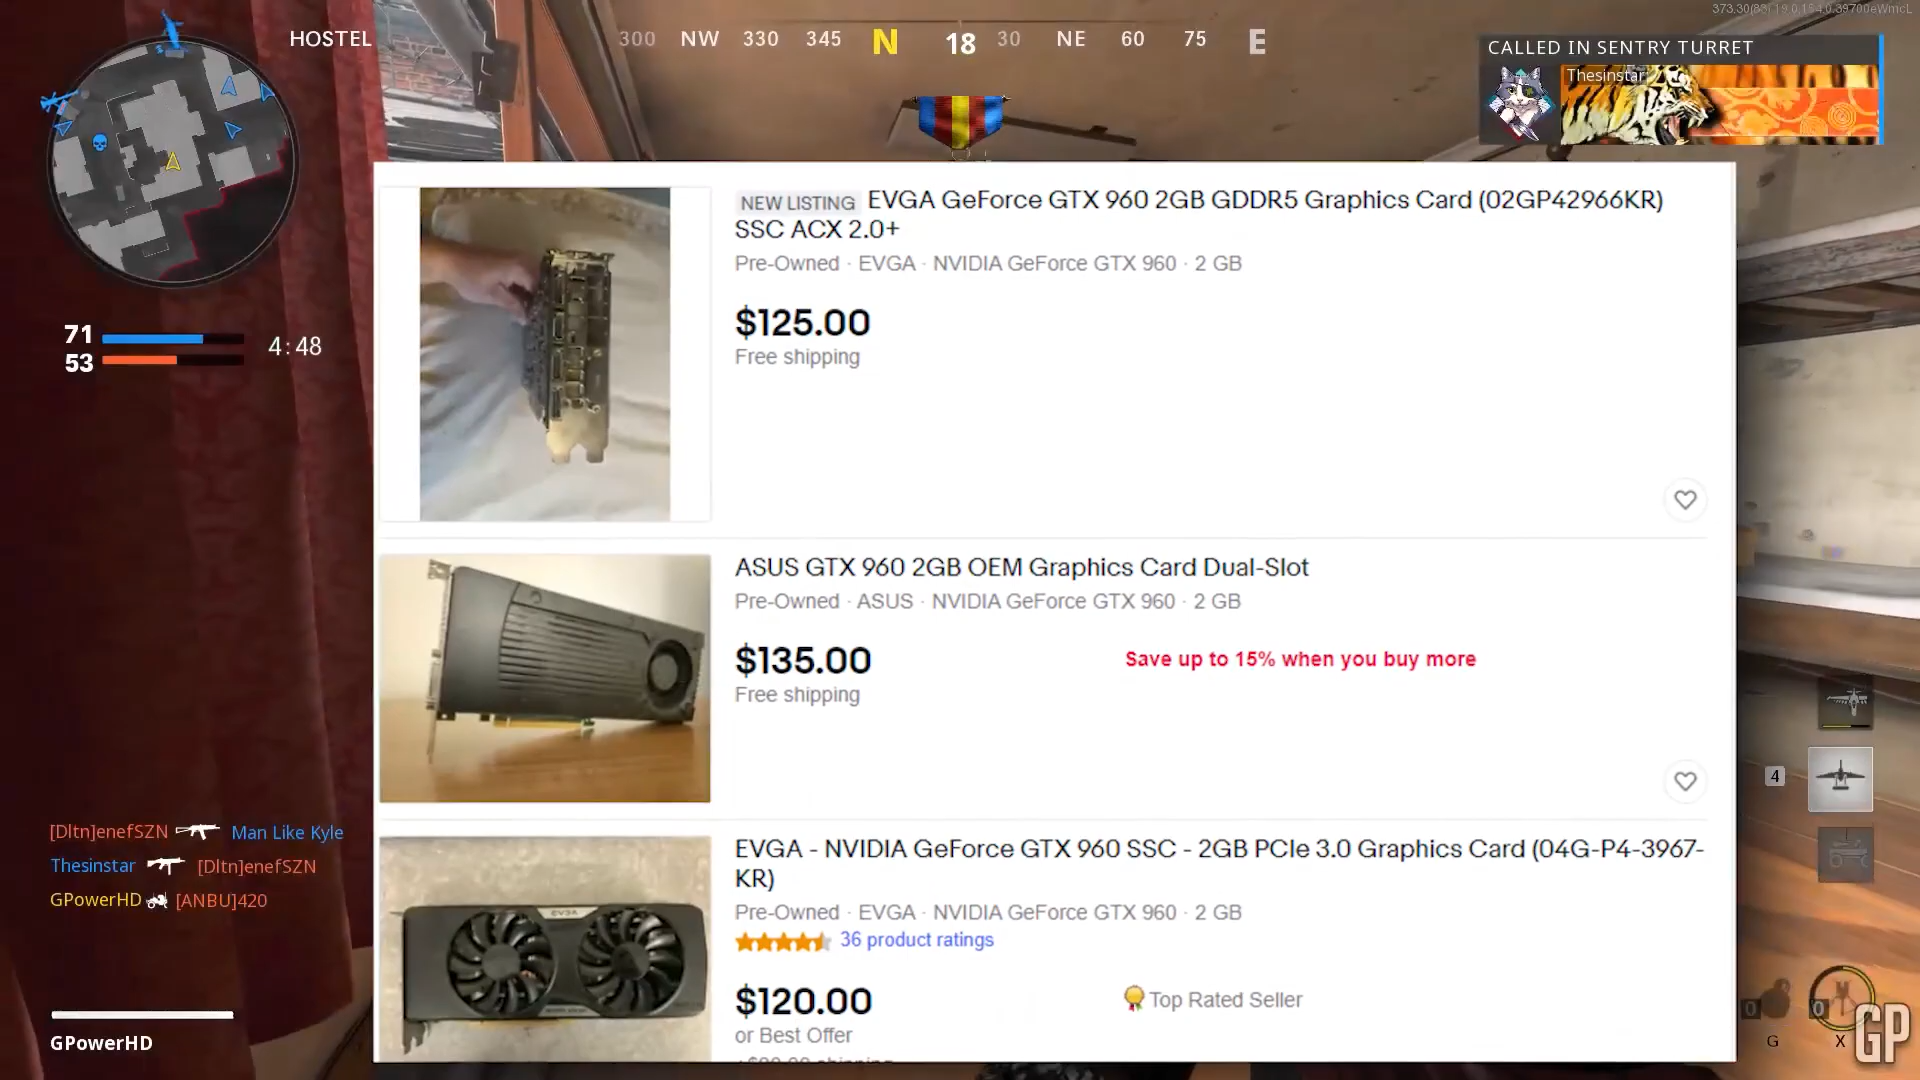 HOSTEL
300 NW 330 345 N 18 30 NE 60 75 E
CALLED IN SENTRY TURRET
Thesinstar
71
53
4:48
NEW LISTING EVGA GeForce GTX 960 2GB GDDR5 Graphics Card (02GP42966KR)
SSC ACX 2.0+
Pre-Owned · EVGA · NVIDIA GeForce GTX 960 · 2 GB
$125.00
Free shipping
ASUS GTX 960 2GB OEM Graphics Card Dual-Slot
Pre-Owned · ASUS · NVIDIA GeForce GTX 960 · 2 GB
$135.00
Save up to 15% when you buy more
Free shipping
4
EVGA - NVIDIA GeForce GTX 960 SSC - 2GB PCIe 3.0 Graphics Card (04G-P4-3967-
KR)
Pre-Owned · EVGA · NVIDIA GeForce GTX 960 · 2 GB
36 product ratings
$120.00
Top Rated Seller
or Best Offer
EVGA
[Dltn]enefSZN Man Like Kyle
Thesinstar [Dltn]enefSZN
GPowerHD [ANBU]420
GPowerHD
0 0
G X
GP